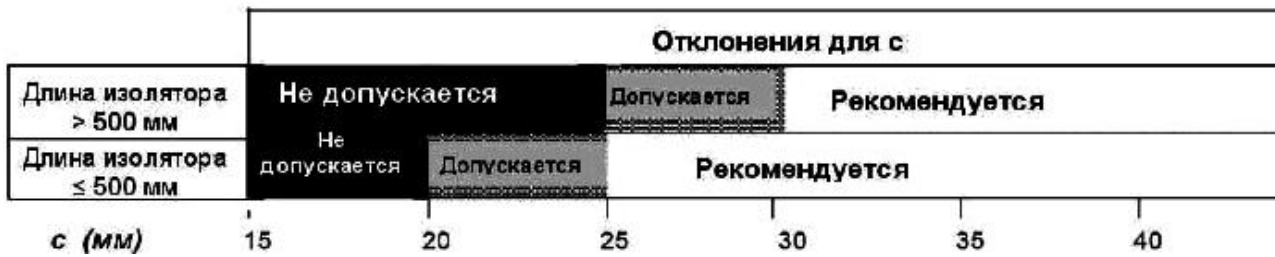 Отклонения для с
Длина изолятора
> 500 мм
Не допускается
Допускается
Рекомендуется
Длина изолятора
≤ 500 мм
Не
допускается
Допускается
Рекомендуется
с (мм) 15 20 25 30 35 40